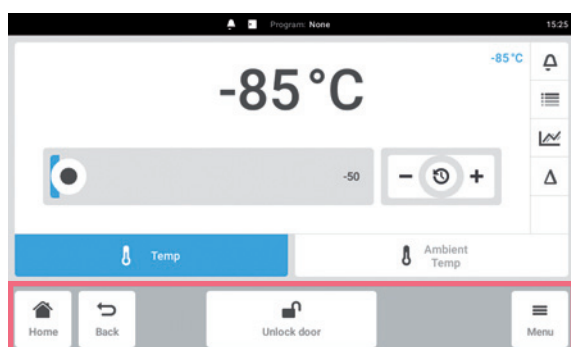 Program: None
15:25
-85 °C
-85 °C
-50
Temp
Ambient
Temp
Home
Back
Unlock door
Menu